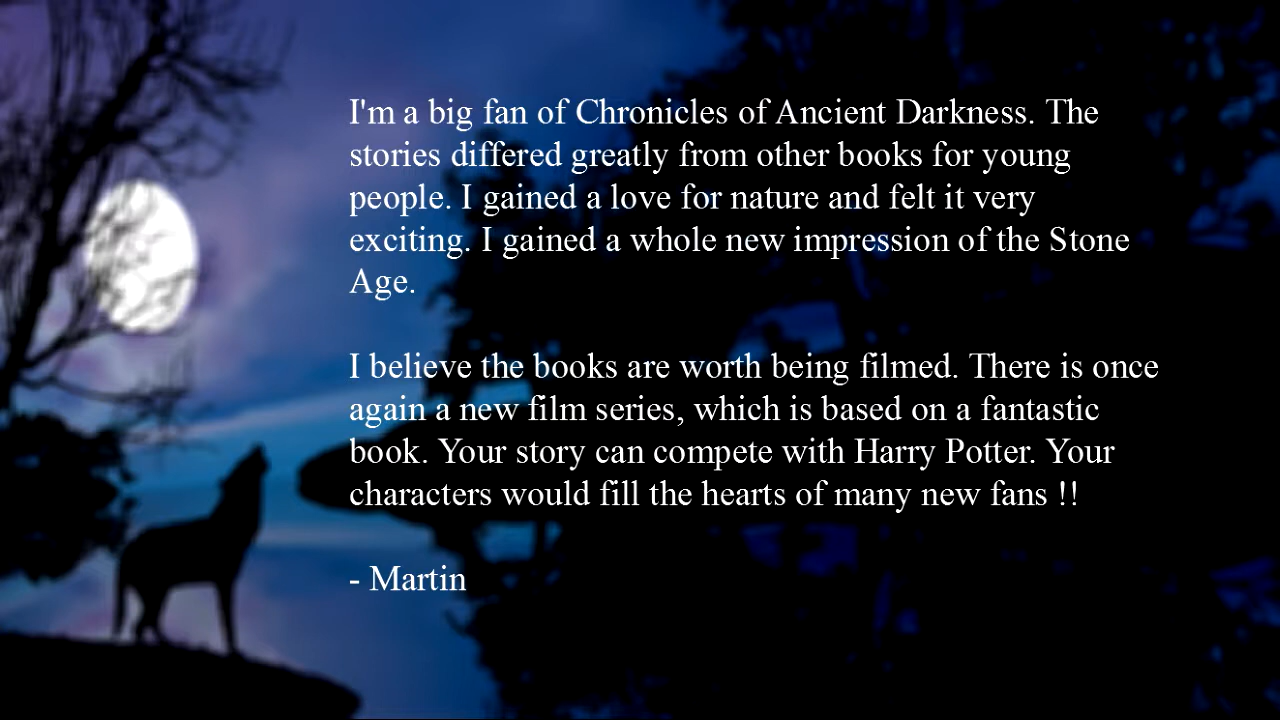 I'm a big fan of Chronicles of Ancient Darkness. The
stories differed greatly from other books for young
people. I gained a love for nature and felt it very
exciting. I gained a whole new impression of the Stone
Age.
I believe the books are worth being filmed. There is once
again a new film series, which is based on a fantastic
book. Your story can compete with Harry Potter. Your
characters would fill the hearts of many new fans !!
- Martin